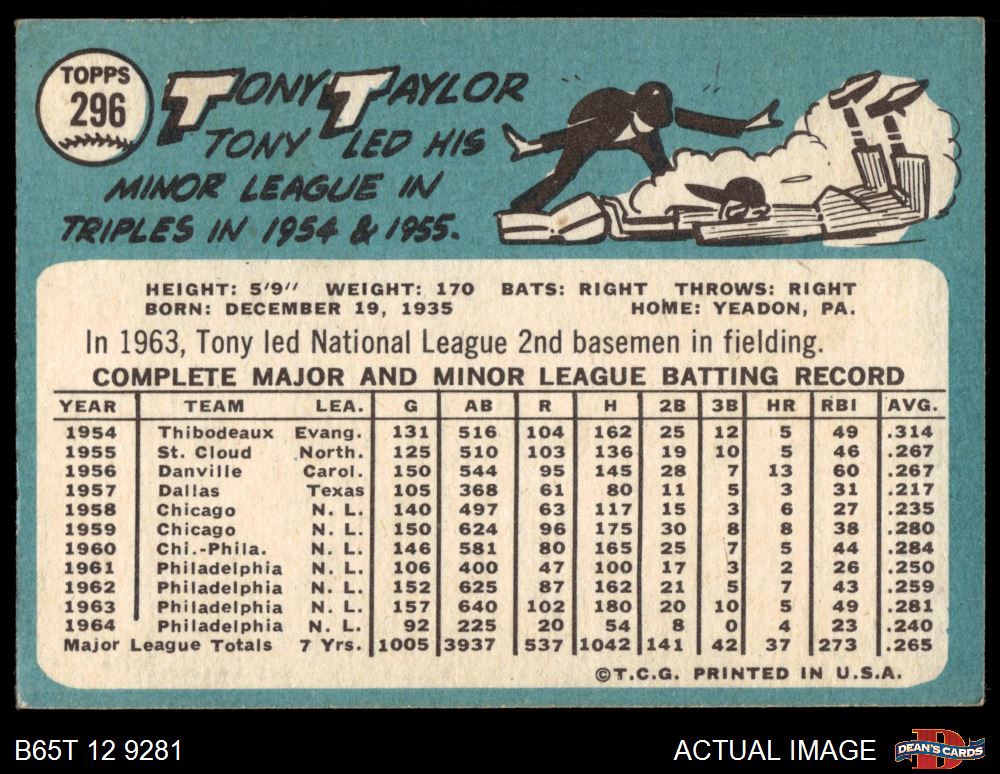 TOPPS
296
TONY TAYLOR
TONY LED HIS
MINOR LEAGUE IN
TRIPLES IN 1954 & 1955.
HEIGHT: 5'9" WEIGHT: 170 BATS: RIGHT THROWS: RIGHT
BORN: DECEMBER 19, 1935 HOME: YEADON, PA.
In 1963, Tony led National League 2nd basemen in fielding.
COMPLETE MAJOR AND MINOR LEAGUE BATTING RECORD
YEAR TEAM LEA. G AB R H 2B 3B HR RBI AVG.
1954 Thibodeaux Evang. 131 516 104 162 25 12 5 49 .314
1955 St. Cloud North. 125 510 103 136 19 10 5 46 .267
1956 Danville Carol. 150 544 95 145 28 7 13 60 .267
1957 Dallas Texas 105 368 61 80 11 5 3 31 .217
1958 Chicago N. L. 140 497 63 117 15 3 6 27 .235
1959 Chicago N. L. 150 624 96 175 30 8 8 38 .280
1960 Chi.-Phila. N. L. 146 581 80 165 25 7 5 44 .284
1961 Philadelphia N. L. 106 400 47 100 17 3 2 26 .250
1962 Philadelphia N. L. 152 625 87 162 21 5 7 43 .259
1963 Philadelphia N. L. 157 640 102 180 20 10 5 49 .281
1964 Philadelphia N. L. 92 225 20 54 8 0 4 23 .240
Major League Totals 7 Yrs. 1005 3937 537 1042 141 42 37 273 .265
©T.C.G. PRINTED IN U.S.A.
B65T 12 9281 ACTUAL IMAGE D DEAN'S CARDS